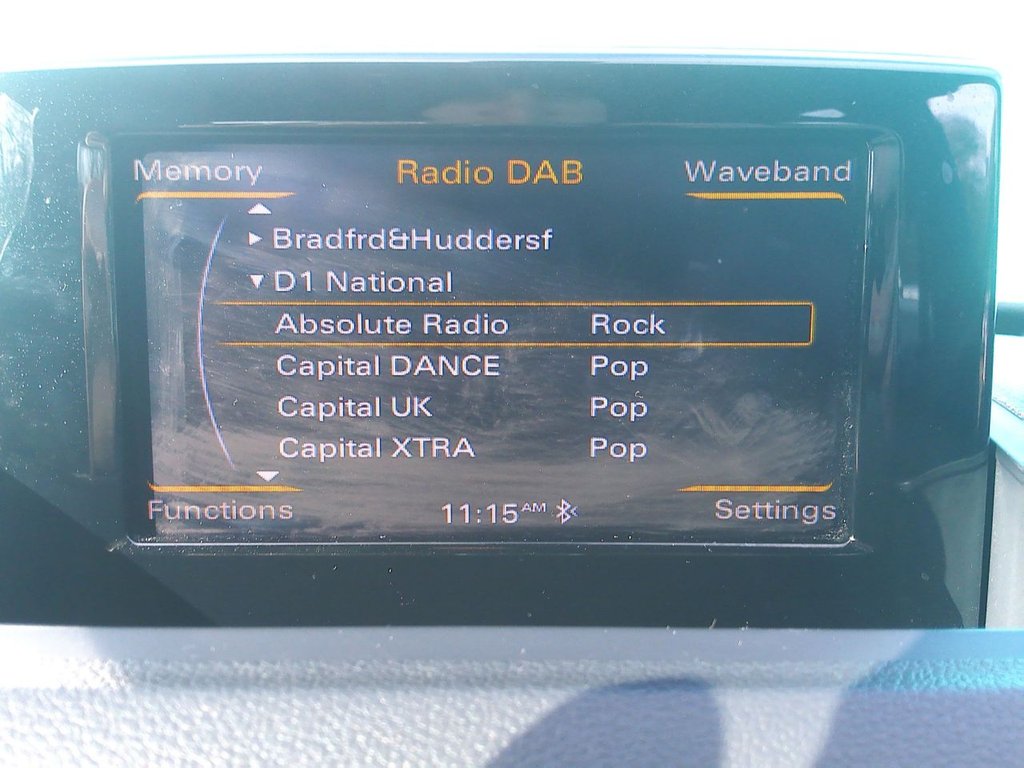 Memory Radio DAB Waveband
Bradfrd&Huddersf
D1 National
Absolute Radio Rock
Capital DANCE Pop
Capital UK Pop
Capital XTRA Pop
Functions 11:15 AM Settings